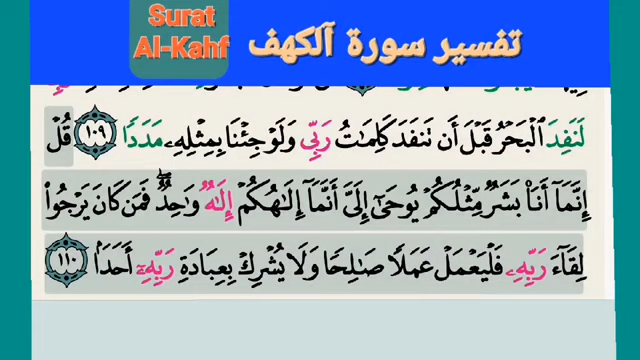 Surat
Al-Kahf
تفسير سورة آلكهف
لَنَفِدَ ٱلْبَحْرُ قَبْلَ أَن تَنفَدَ كَلِمَـٰتُ رَبِّى وَلَوْ جِئْنَا بِمِثْلِهِۦ مَدَدًا ١٠٩ قُلْ
إِنَّمَآ أَنَا۠ بَشَرٌ مِّثْلُكُمْ يُوحَىٰٓ إِلَىَّ أَنَّمَآ إِلَـٰهُكُمْ إِلَـٰهٌ وَٰحِدٌ ۖ فَمَن كَانَ يَرْجُوا۟
لِقَآءَ رَبِّهِۦ فَلْيَعْمَلْ عَمَلًا صَـٰلِحًا وَلَا يُشْرِكْ بِعِبَادَةِ رَبِّهِۦٓ أَحَدًۢا ١١٠